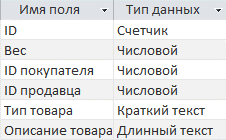 Имя поля Тип данных
ID Счетчик
Вес Числовой
ID покупателя Числовой
ID продавца Числовой
Тип товара Краткий текст
Описание товара Длинный текст